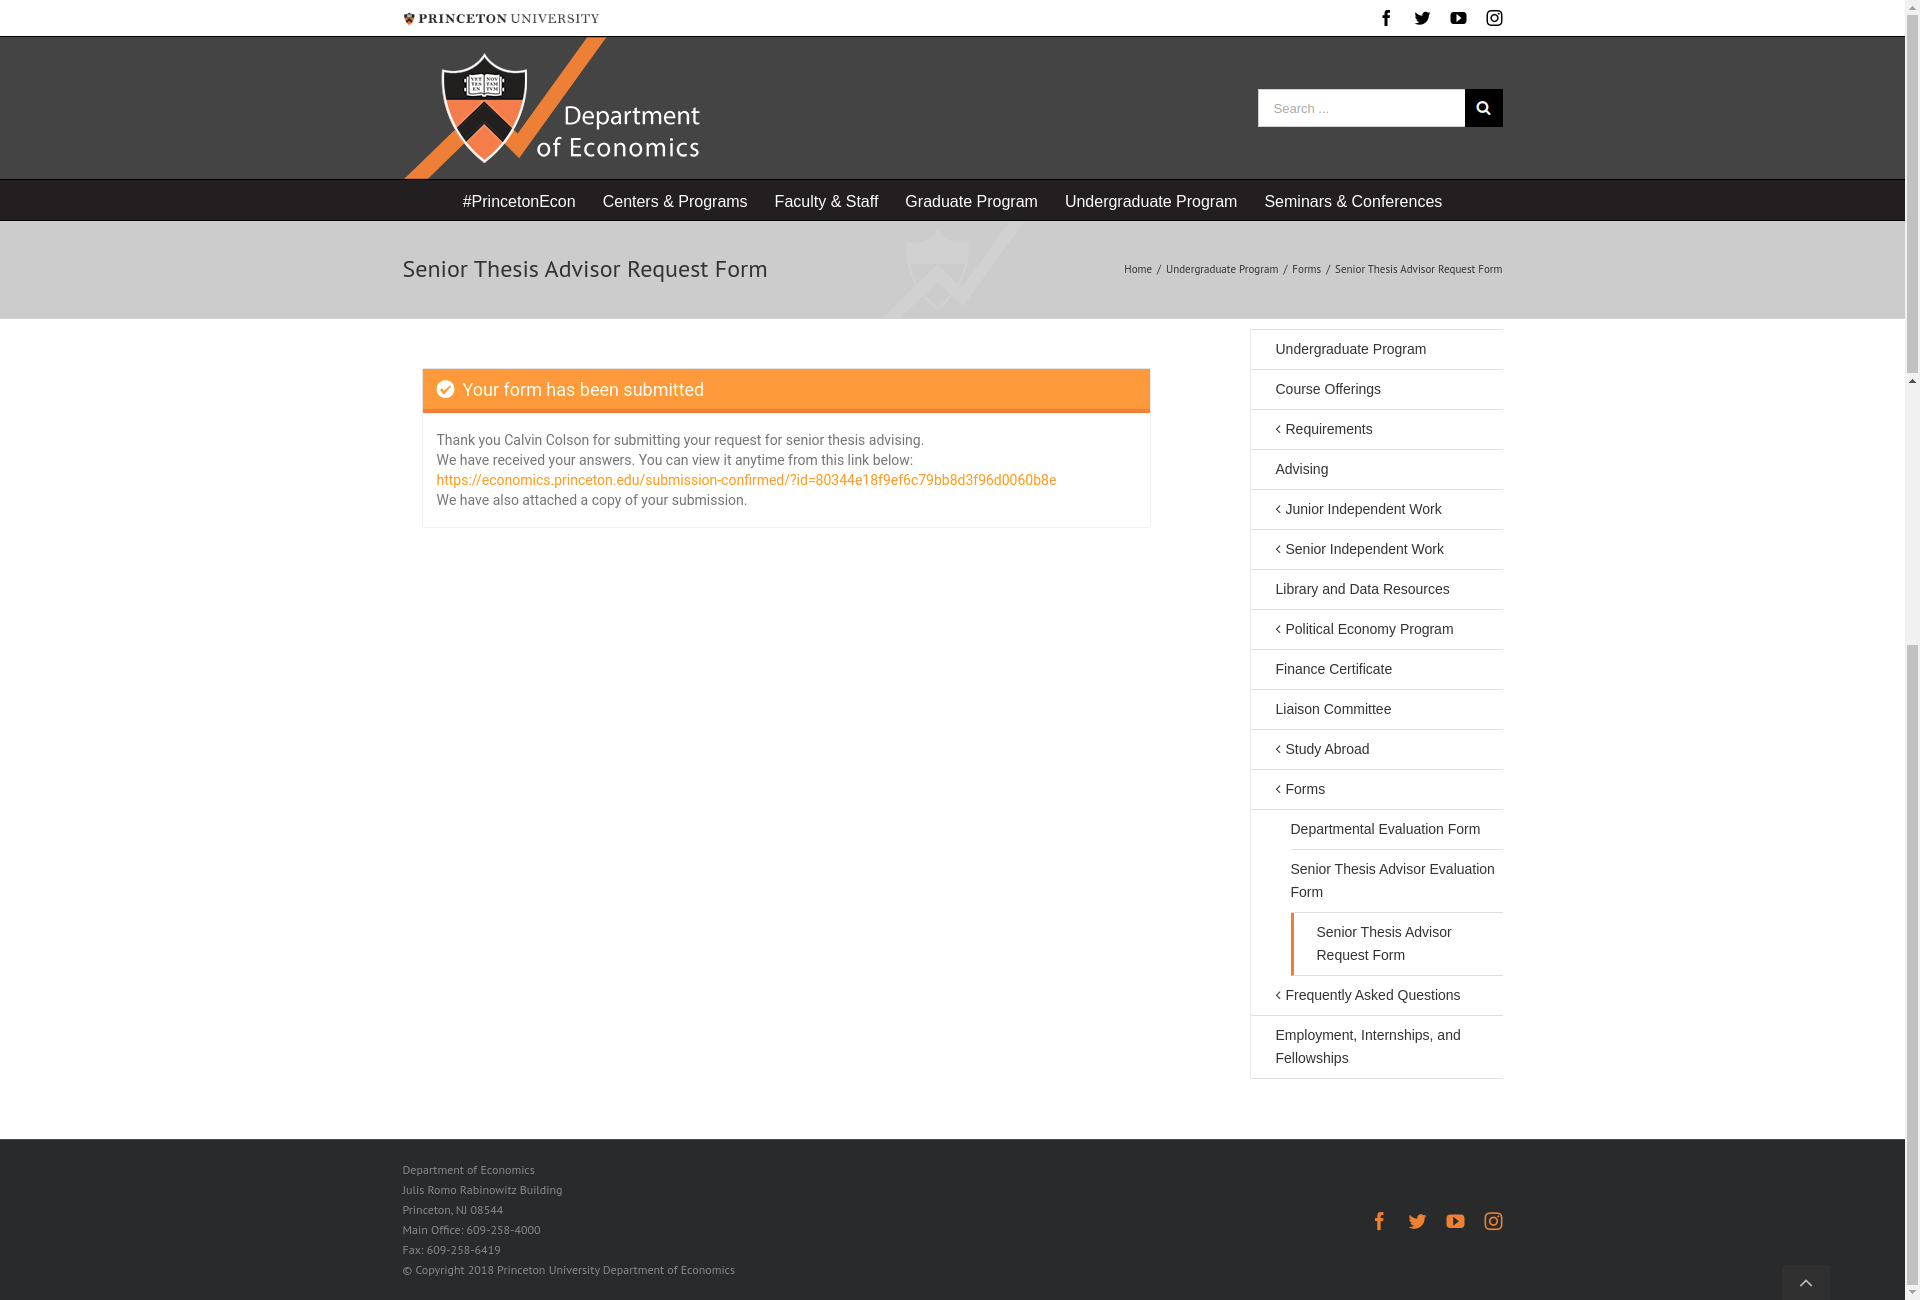 PRINCETON UNIVERSITY
VET NOV
TES TAM
EN TVM
Department
of Economics
Search ...
#PrincetonEcon Centers & Programs Faculty & Staff Graduate Program Undergraduate Program Seminars & Conferences
Senior Thesis Advisor Request Form
Home / Undergraduate Program / Forms / Senior Thesis Advisor Request Form
Your form has been submitted
Thank you Calvin Colson for submitting your request for senior thesis advising.
We have received your answers. You can view it anytime from this link below:
https://economics.princeton.edu/submission-confirmed/?id=80344e18f9ef6c79bb8d3f96d0060b8e
We have also attached a copy of your submission.
Undergraduate Program
Course Offerings
Requirements
Advising
Junior Independent Work
Senior Independent Work
Library and Data Resources
Political Economy Program
Finance Certificate
Liaison Committee
Study Abroad
Forms
Departmental Evaluation Form
Senior Thesis Advisor Evaluation
Form
Senior Thesis Advisor
Request Form
Frequently Asked Questions
Employment, Internships, and
Fellowships
Department of Economics
Julis Romo Rabinowitz Building
Princeton, NJ 08544
Main Office: 609-258-4000
Fax: 609-258-6419
© Copyright 2018 Princeton University Department of Economics